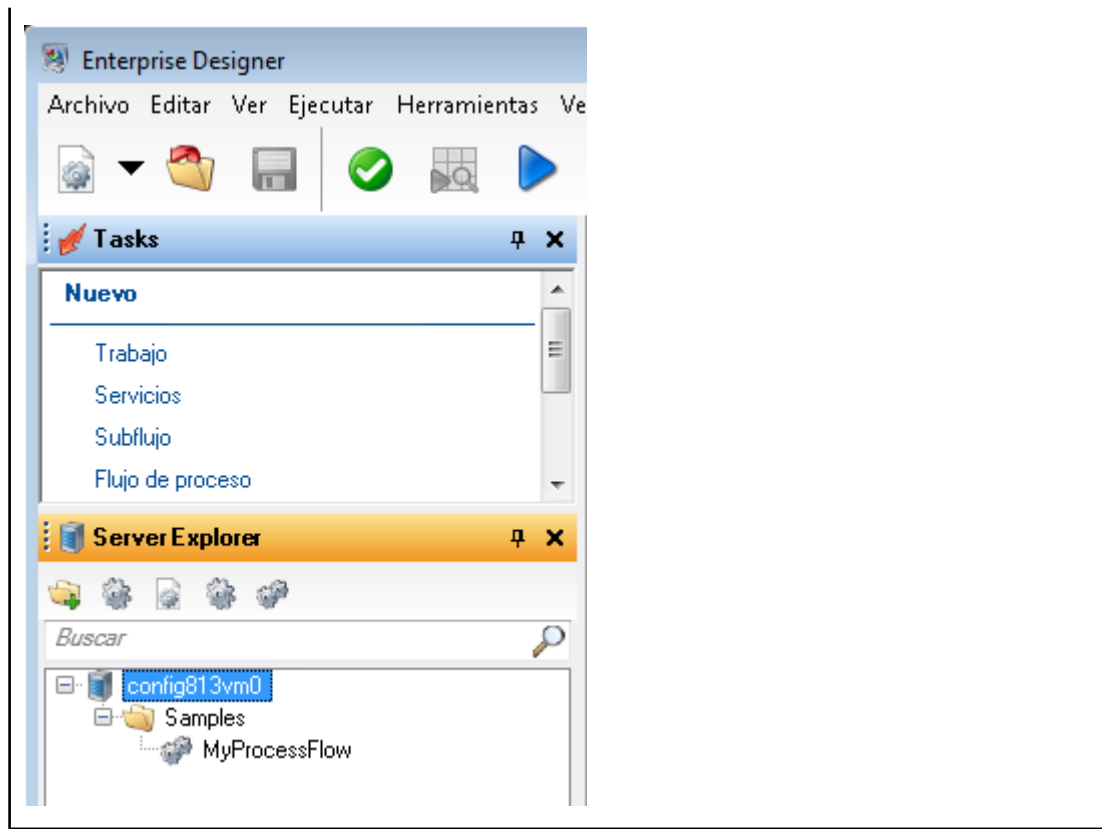 Enterprise Designer
Archivo Editar Ver Ejecutar Herramientas Ve
Tasks
Nuevo
Trabajo
Servicios
Subflujo
Flujo de proceso
Server Explorer
Buscar
config813vm0
Samples
MyProcessFlow